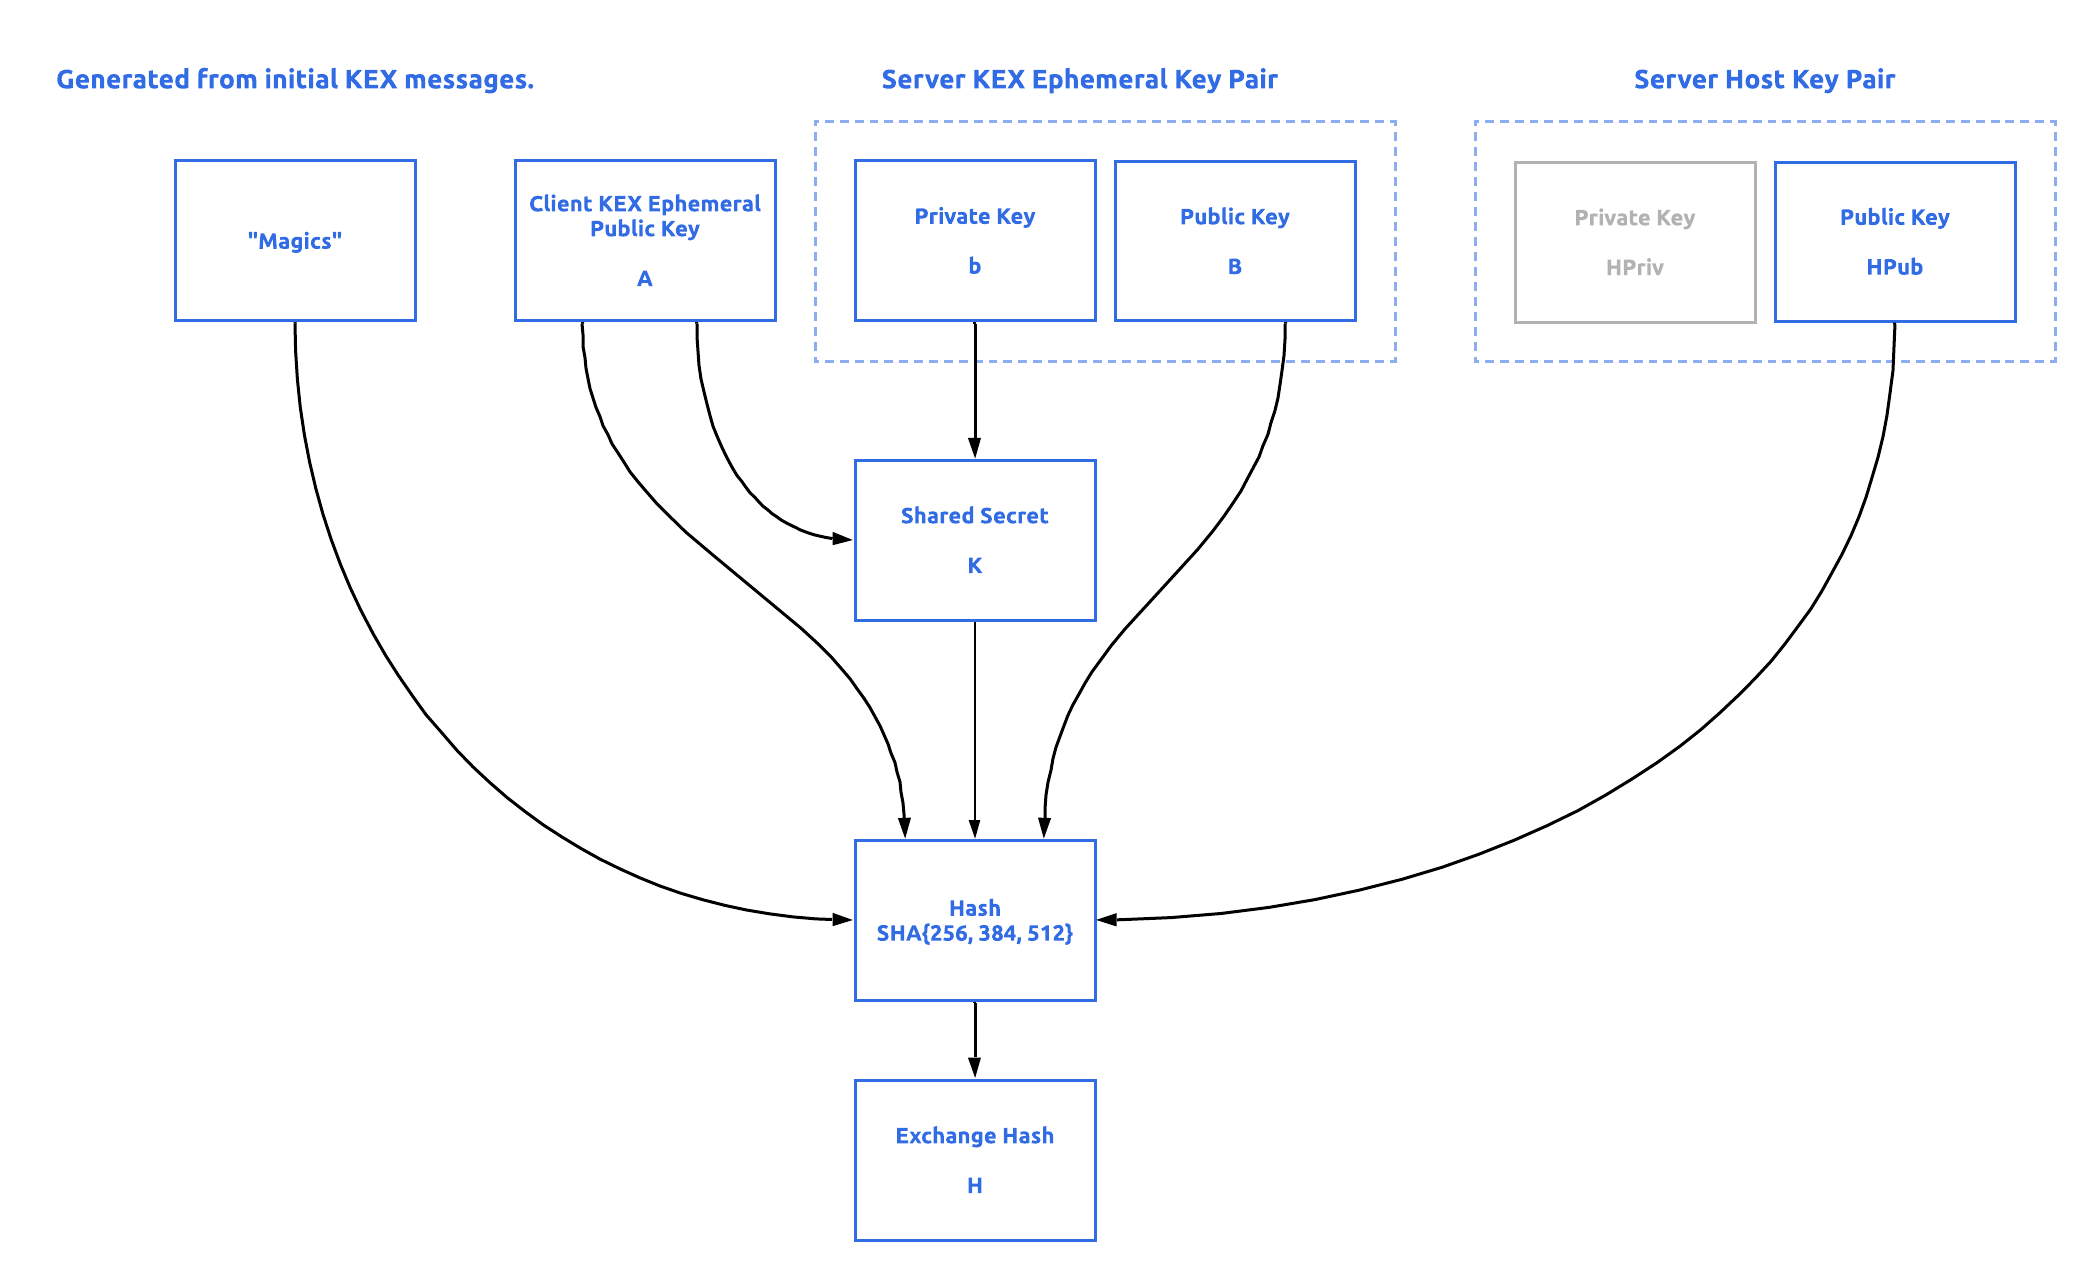 Generated from initial KEX messages.
Server KEX Ephemeral Key Pair
Server Host Key Pair
"Magics"
Client KEX Ephemeral
Public Key
A
Private Key
b
Public Key
B
Private Key
HPriv
Public Key
HPub
Shared Secret
K
Hash
SHA{256, 384, 512}
Exchange Hash
H